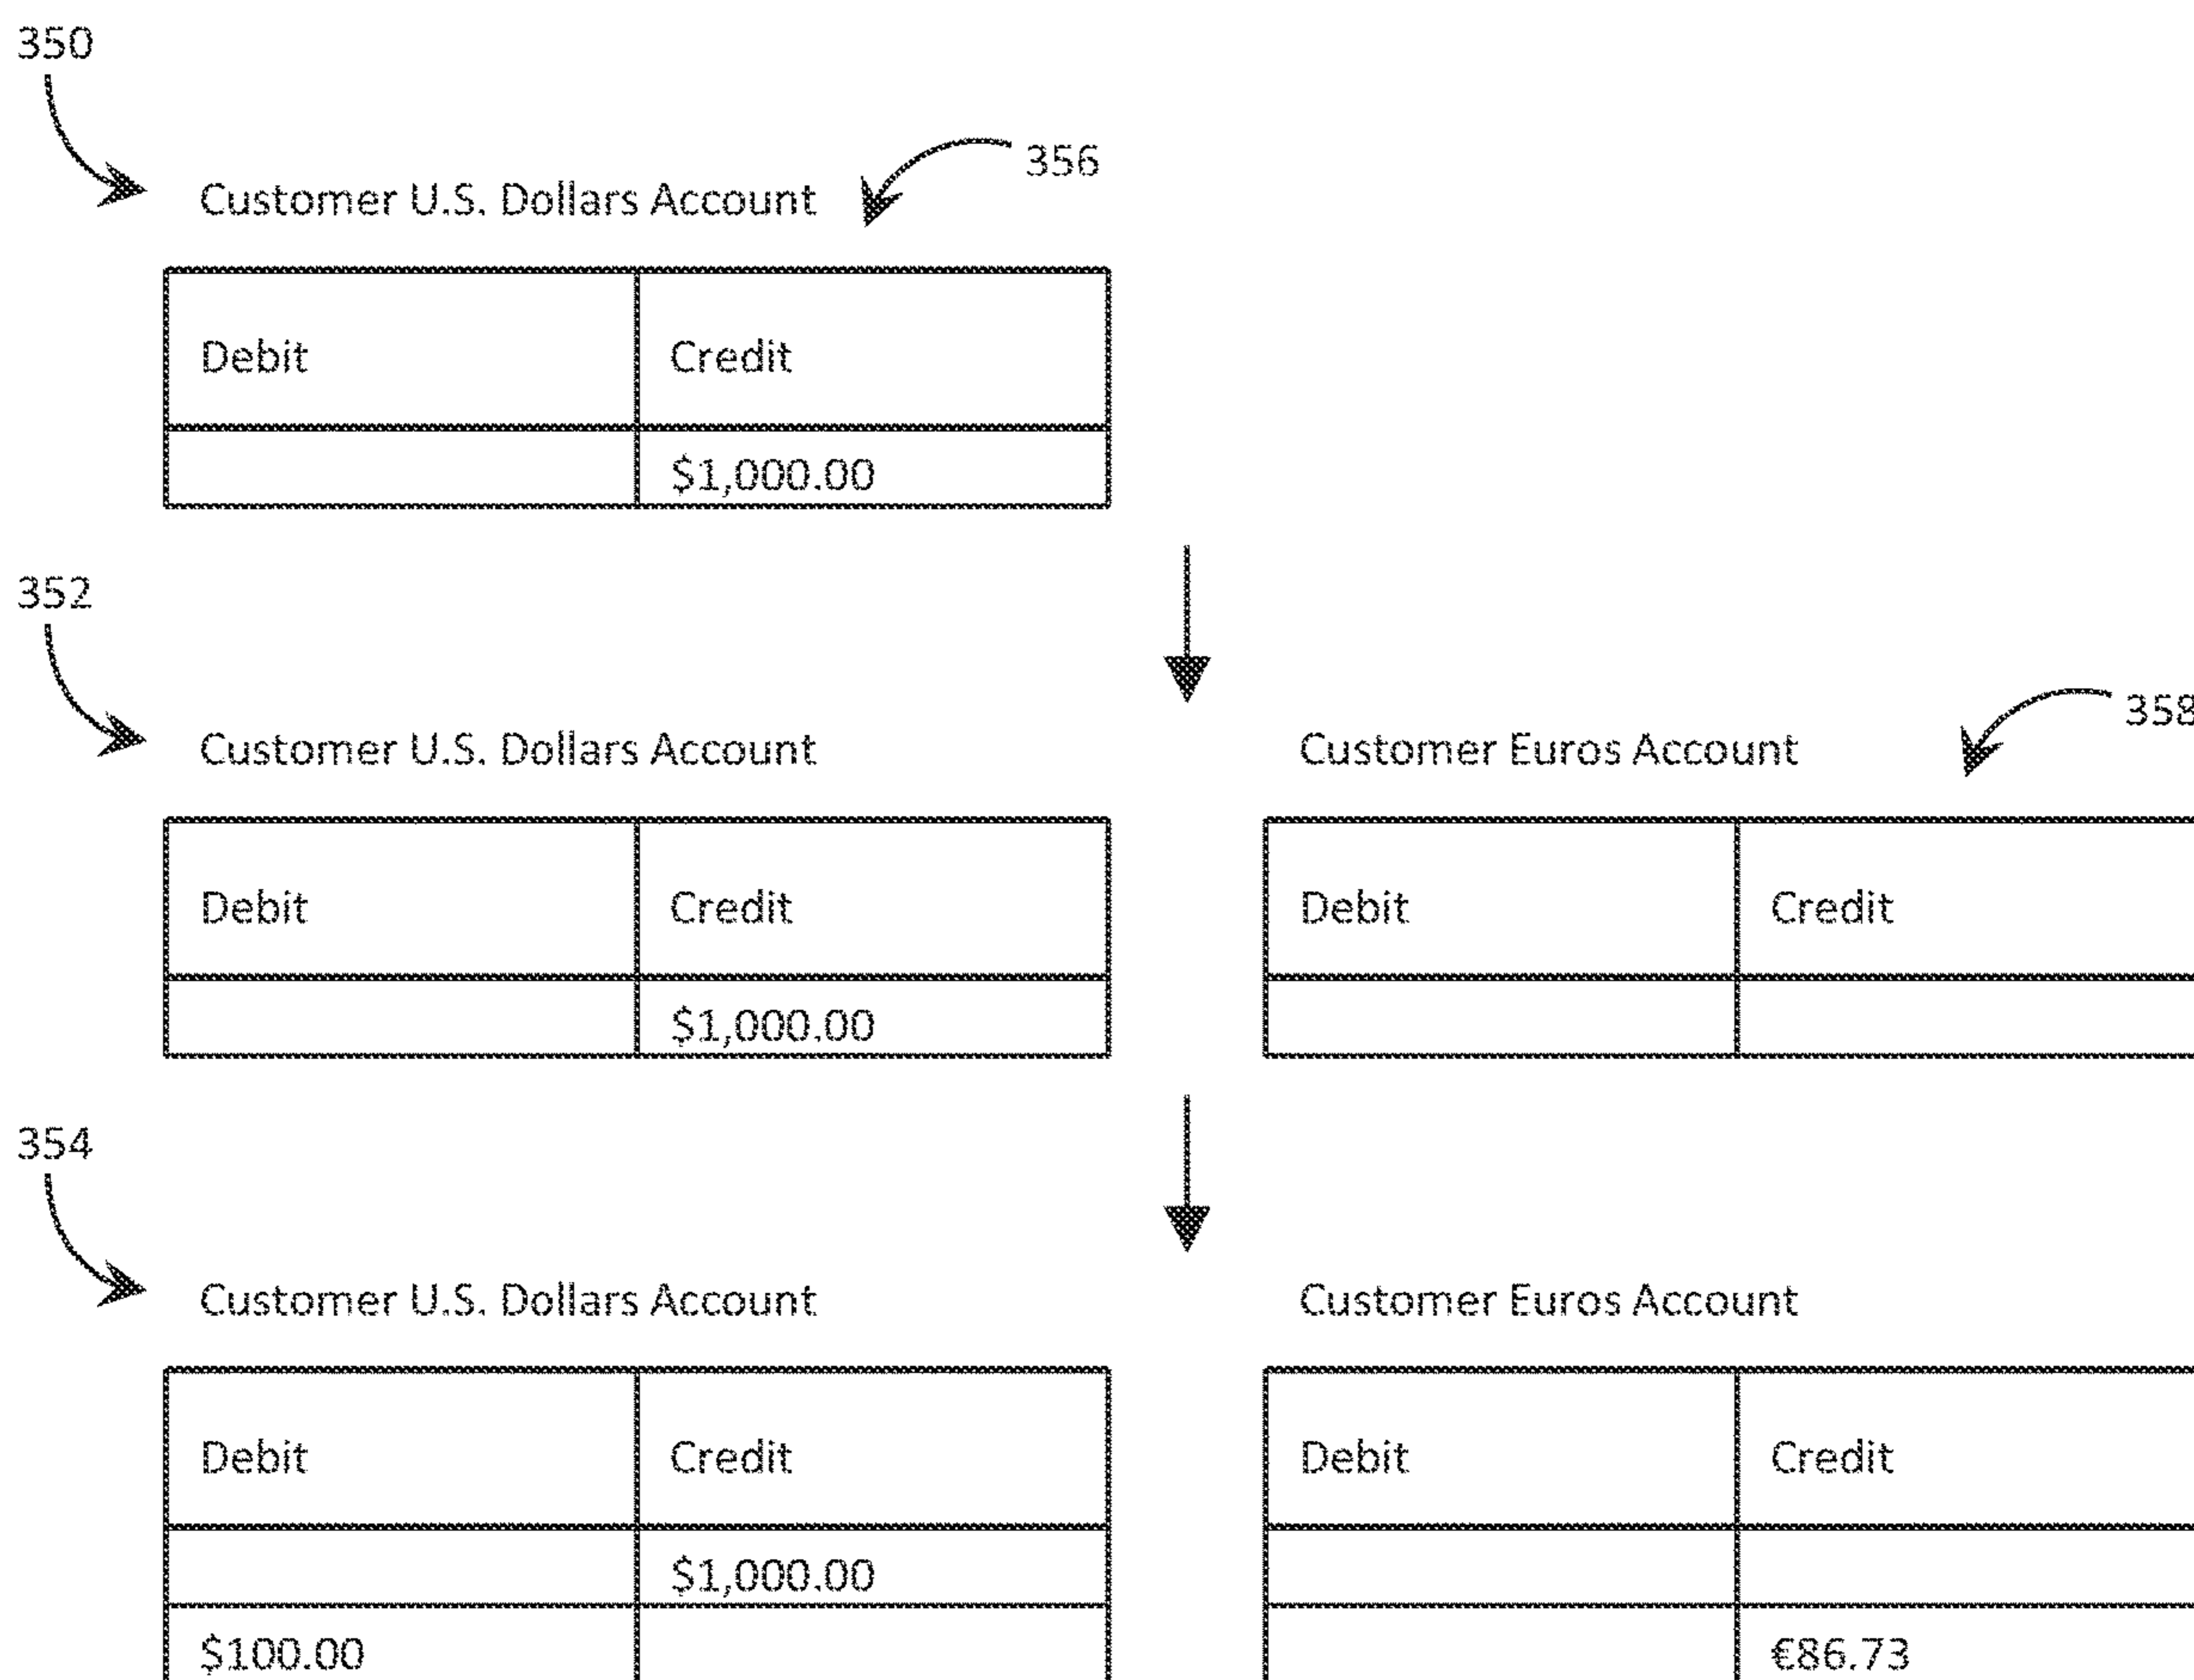 350
356
Customer U.S. Dollars Account
Debit Credit
$1,000.00
352
358
Customer U.S. Dollars Account Customer Euros Account
Debit Credit Debit Credit
$1,000.00
354
Customer U.S. Dollars Account Customer Euros Account
Debit Credit Debit Credit
$1,000.00
$100.00 €86.73